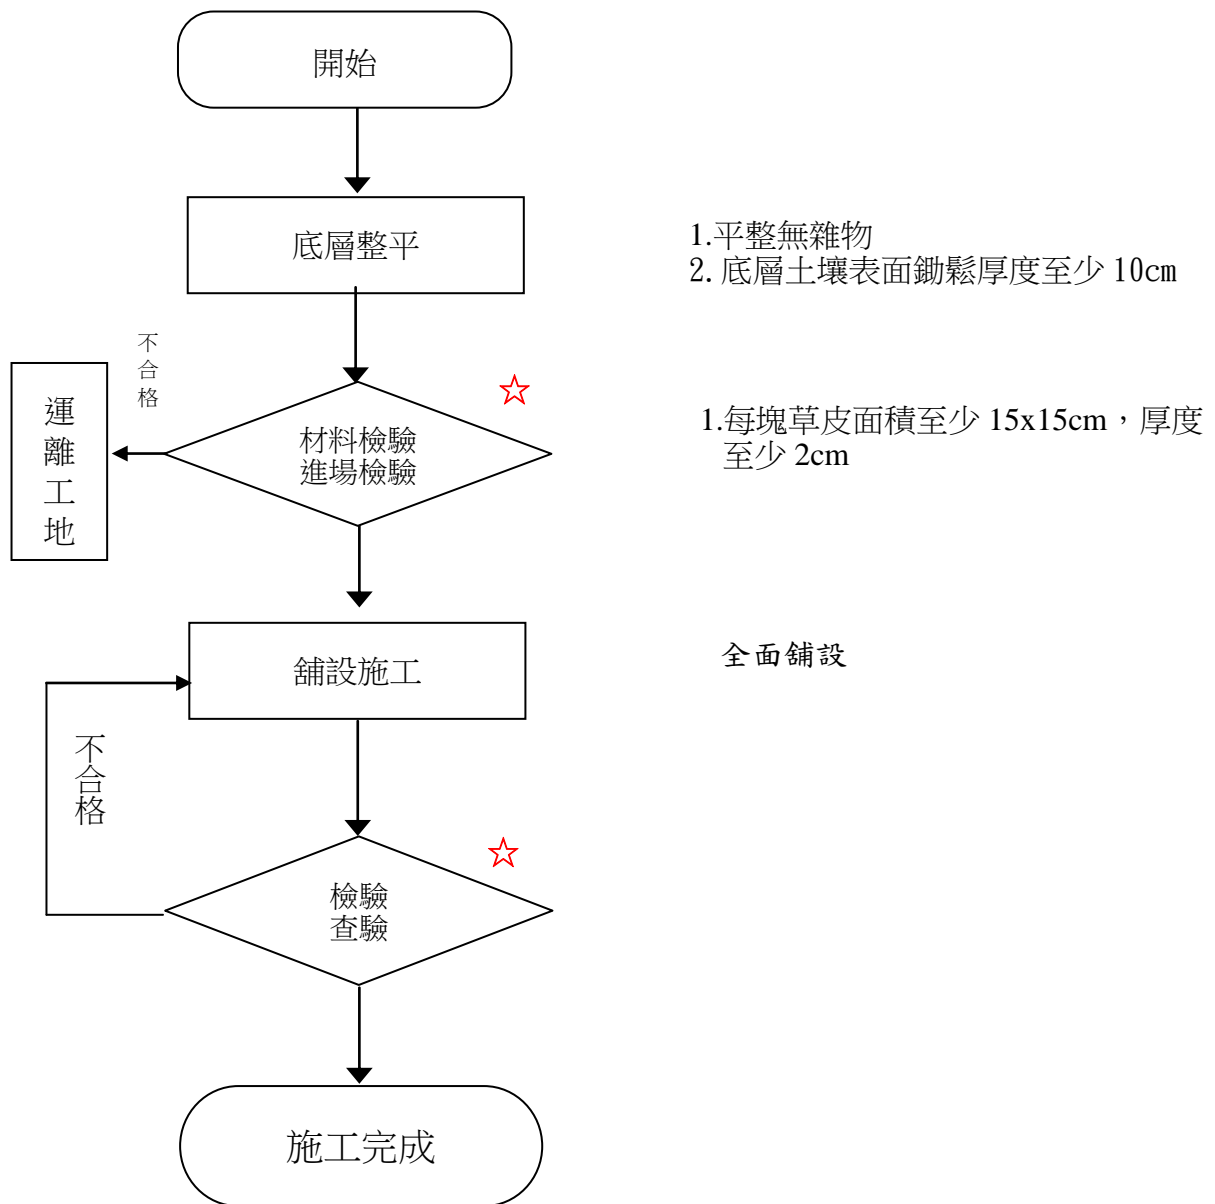 開始
底層整平
1.平整無雜物
2.底層土壤表面鋤鬆厚度至少 10cm
不合格
運離工地
材料檢驗
進場檢驗
1.每塊草皮面積至少 15x15cm，厚度
至少 2cm
舖設施工
全面舖設
不合格
檢驗
查驗
施工完成